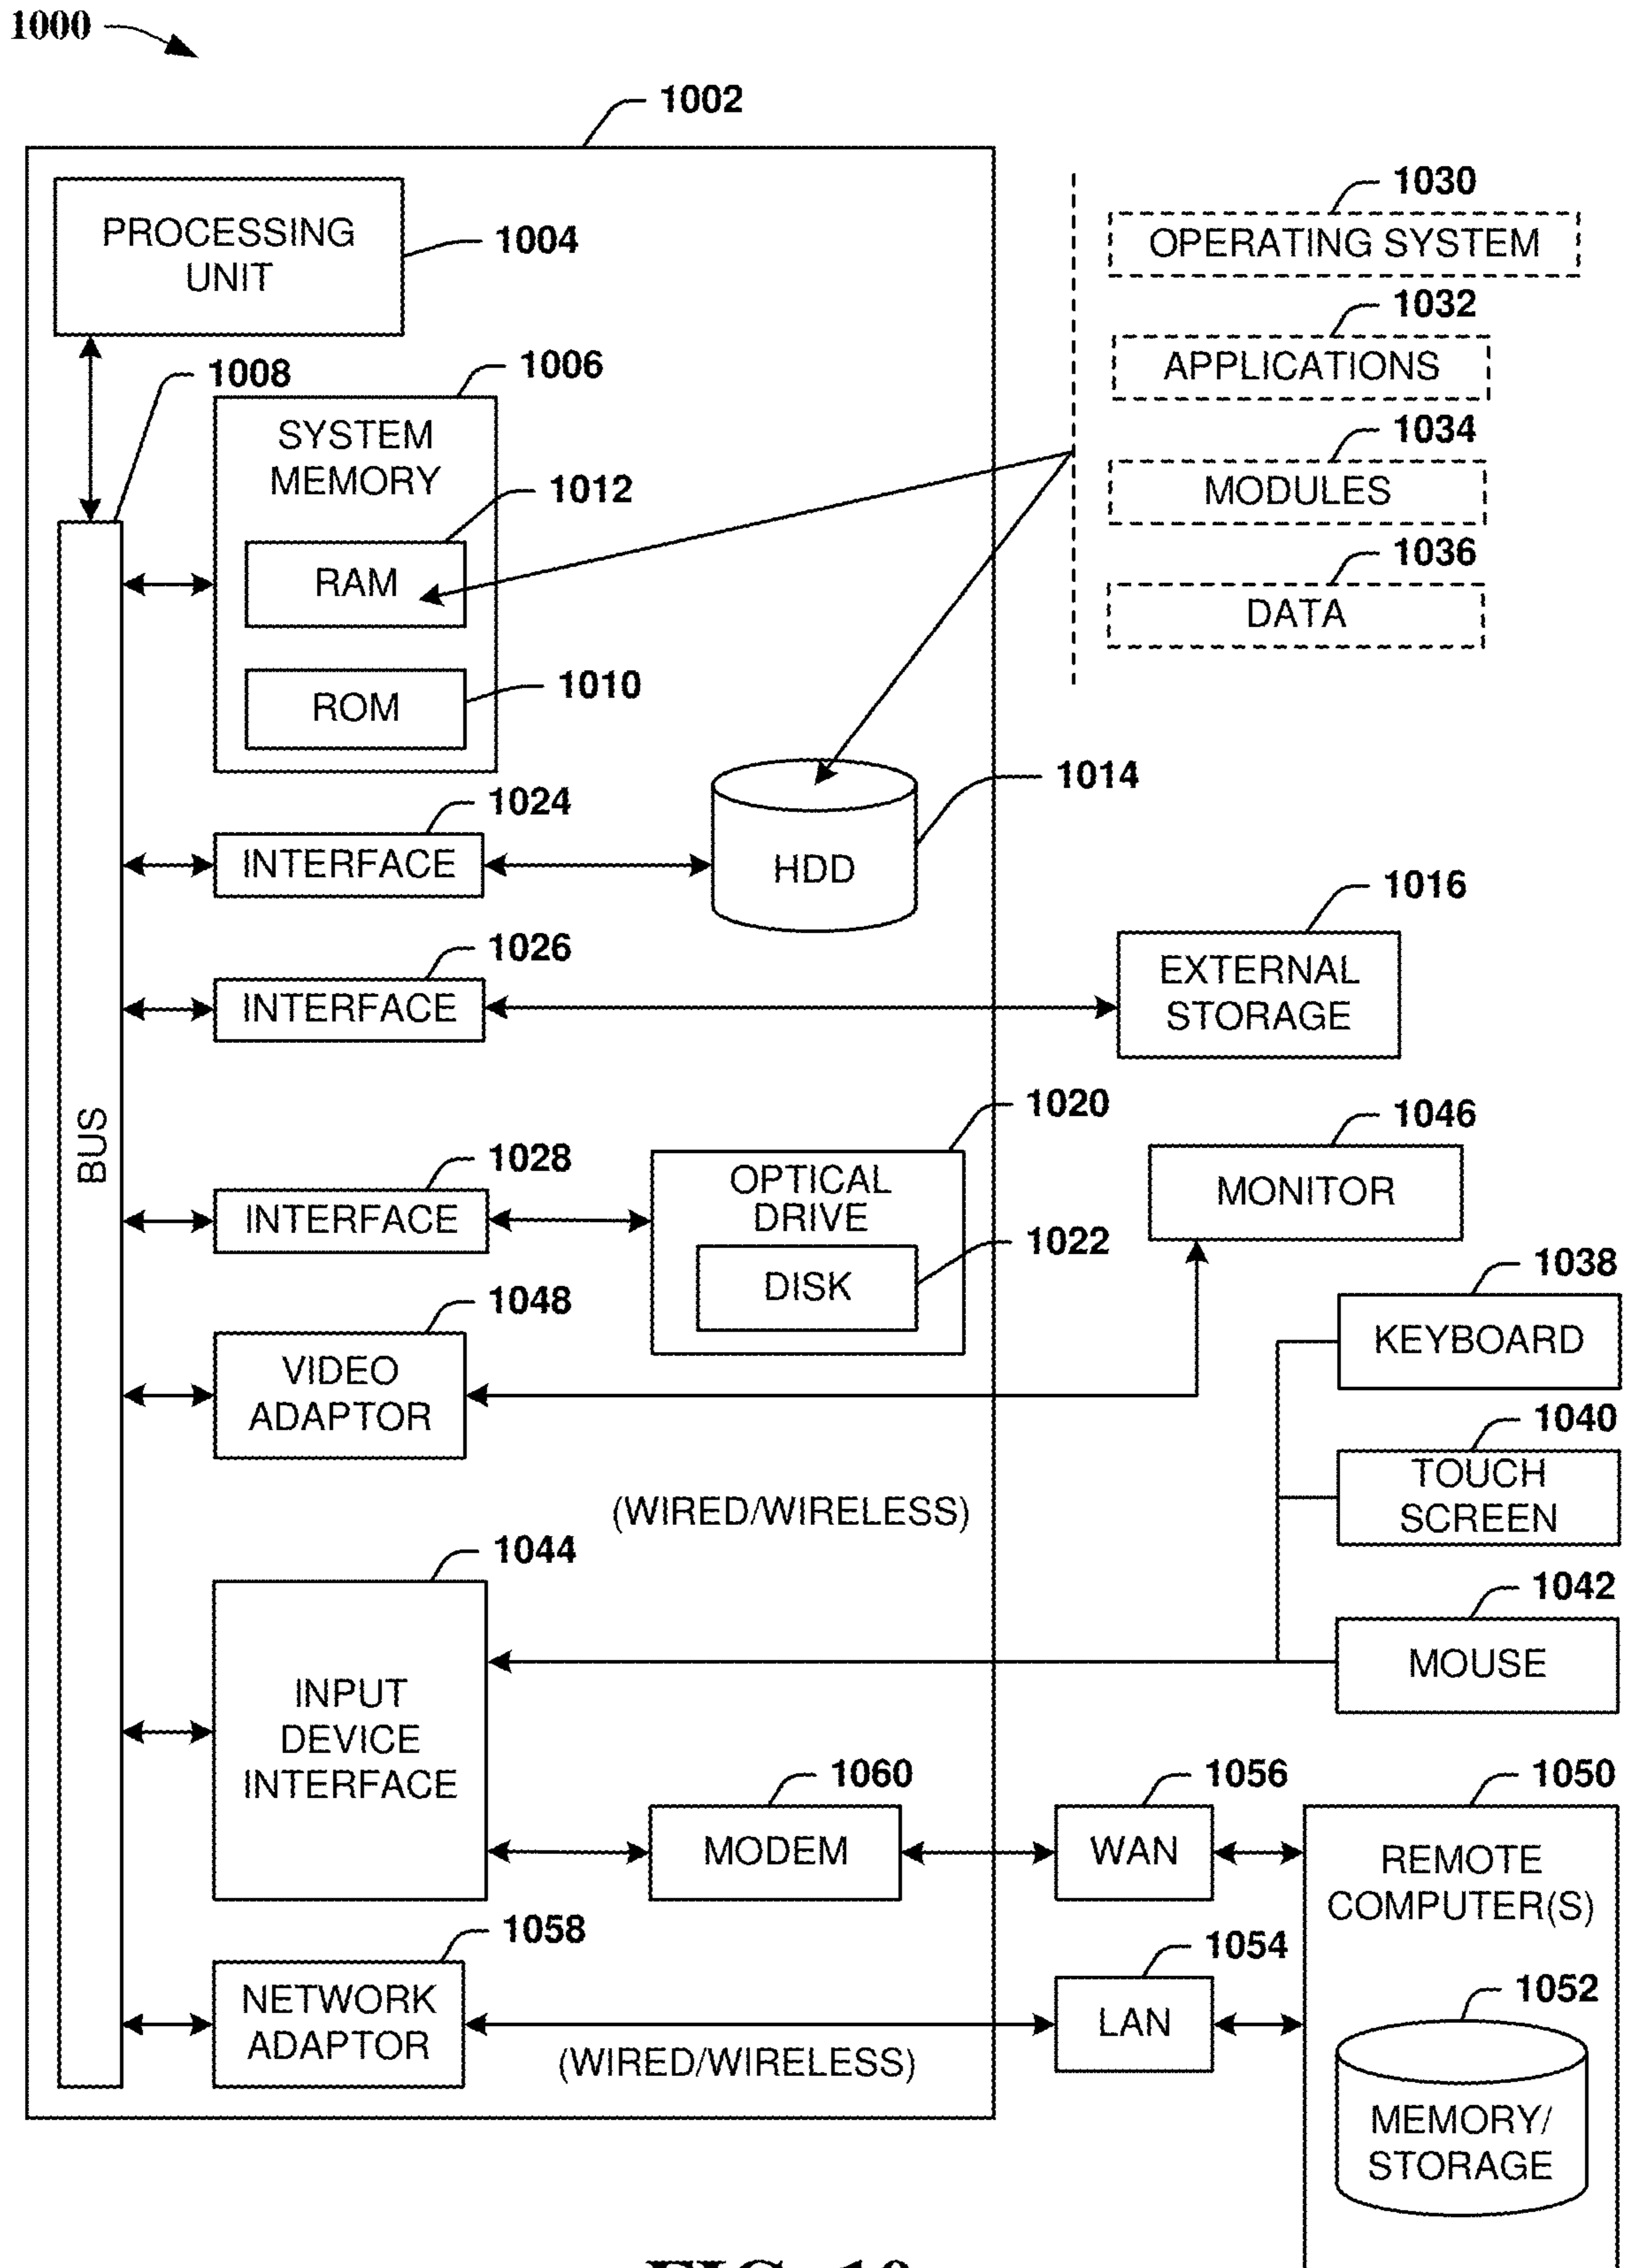 1000
1002
PROCESSING
UNIT
1004
1030
OPERATING SYSTEM
1032
APPLICATIONS
1034
MODULES
1036
DATA
1008
1006
SYSTEM
MEMORY
1012
RAM
1010
ROM
1014
HDD
1024
INTERFACE
1016
EXTERNAL
STORAGE
1026
INTERFACE
BUS
1020
OPTICAL
DRIVE
1022
DISK
1028
INTERFACE
1046
MONITOR
1048
VIDEO
ADAPTOR
1038
KEYBOARD
1040
TOUCH
SCREEN
(WIRED/WIRELESS)
1044
INPUT
DEVICE
INTERFACE
1042
MOUSE
1060
MODEM
1056
WAN
1050
REMOTE
COMPUTER(S)
1058
NETWORK
ADAPTOR
(WIRED/WIRELESS)
1054
LAN
1052
MEMORY/
STORAGE